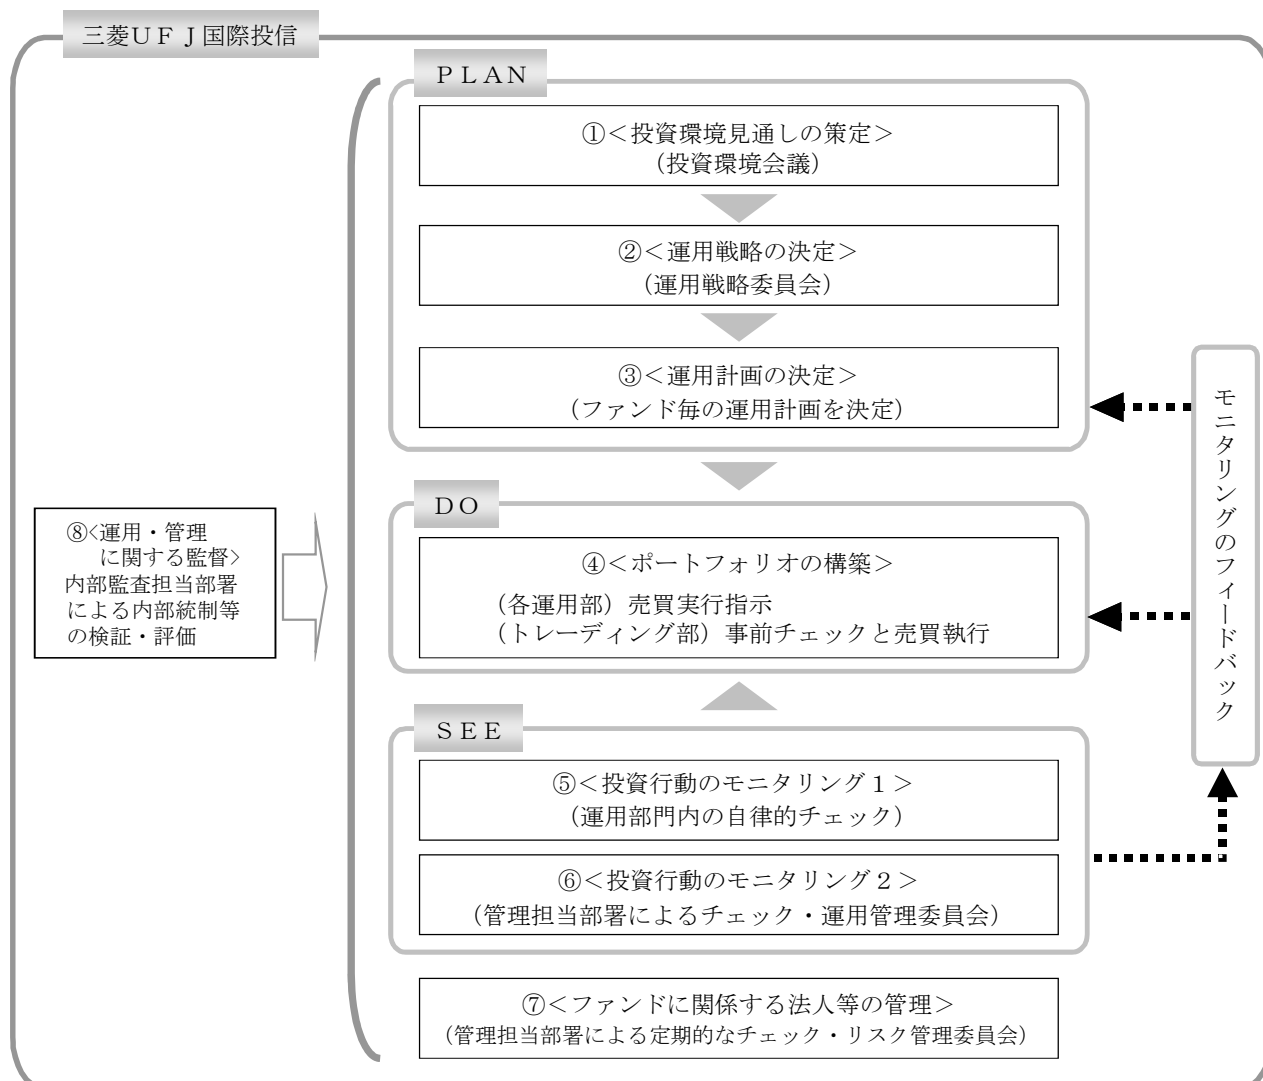 三菱ＵＦＪ国際投信
ＰＬＡＮ
①＜投資環境見通しの策定＞
（投資環境会議）
②＜運用戦略の決定＞
（運用戦略委員会）
③＜運用計画の決定＞
（ファンド毎の運用計画を決定）
ＤＯ
④＜ポートフォリオの構築＞
（各運用部）売買実行指示
（トレーディング部）事前チェックと売買執行
ＳＥＥ
⑤＜投資行動のモニタリング１＞
（運用部門内の自律的チェック）
⑥＜投資行動のモニタリング２＞
（管理担当部署によるチェック・運用管理委員会）
⑦＜ファンドに関係する法人等の管理＞
（管理担当部署による定期的なチェック・リスク管理委員会）
⑧<運用・管理
に関する監督>
内部監査担当部署
による内部統制等
の検証・評価
モニタリングのフィードバック